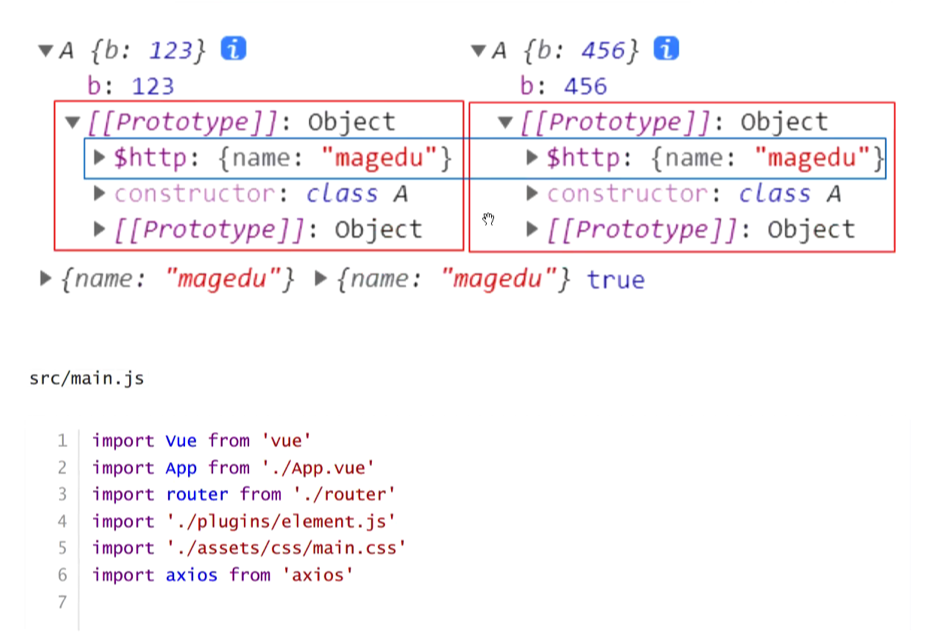 ▼A {b: 123} i ▼A {b: 456} i
b: 123 b: 456
▼[[Prototype]]: Object ▼[[Prototype]]: Object
▶$http: {name: "magedu"} ▶$http: {name: "magedu"}
▶constructor: class A ▶constructor: class A
▶[[Prototype]]: Object ▶[[Prototype]]: Object
▶{name: "magedu"} ▶{name: "magedu"} true
src/main.js
1 import Vue from 'vue'
2 import App from './App.vue'
3 import router from './router'
4 import './plugins/element.js'
5 import './assets/css/main.css'
6 import axios from 'axios'
7